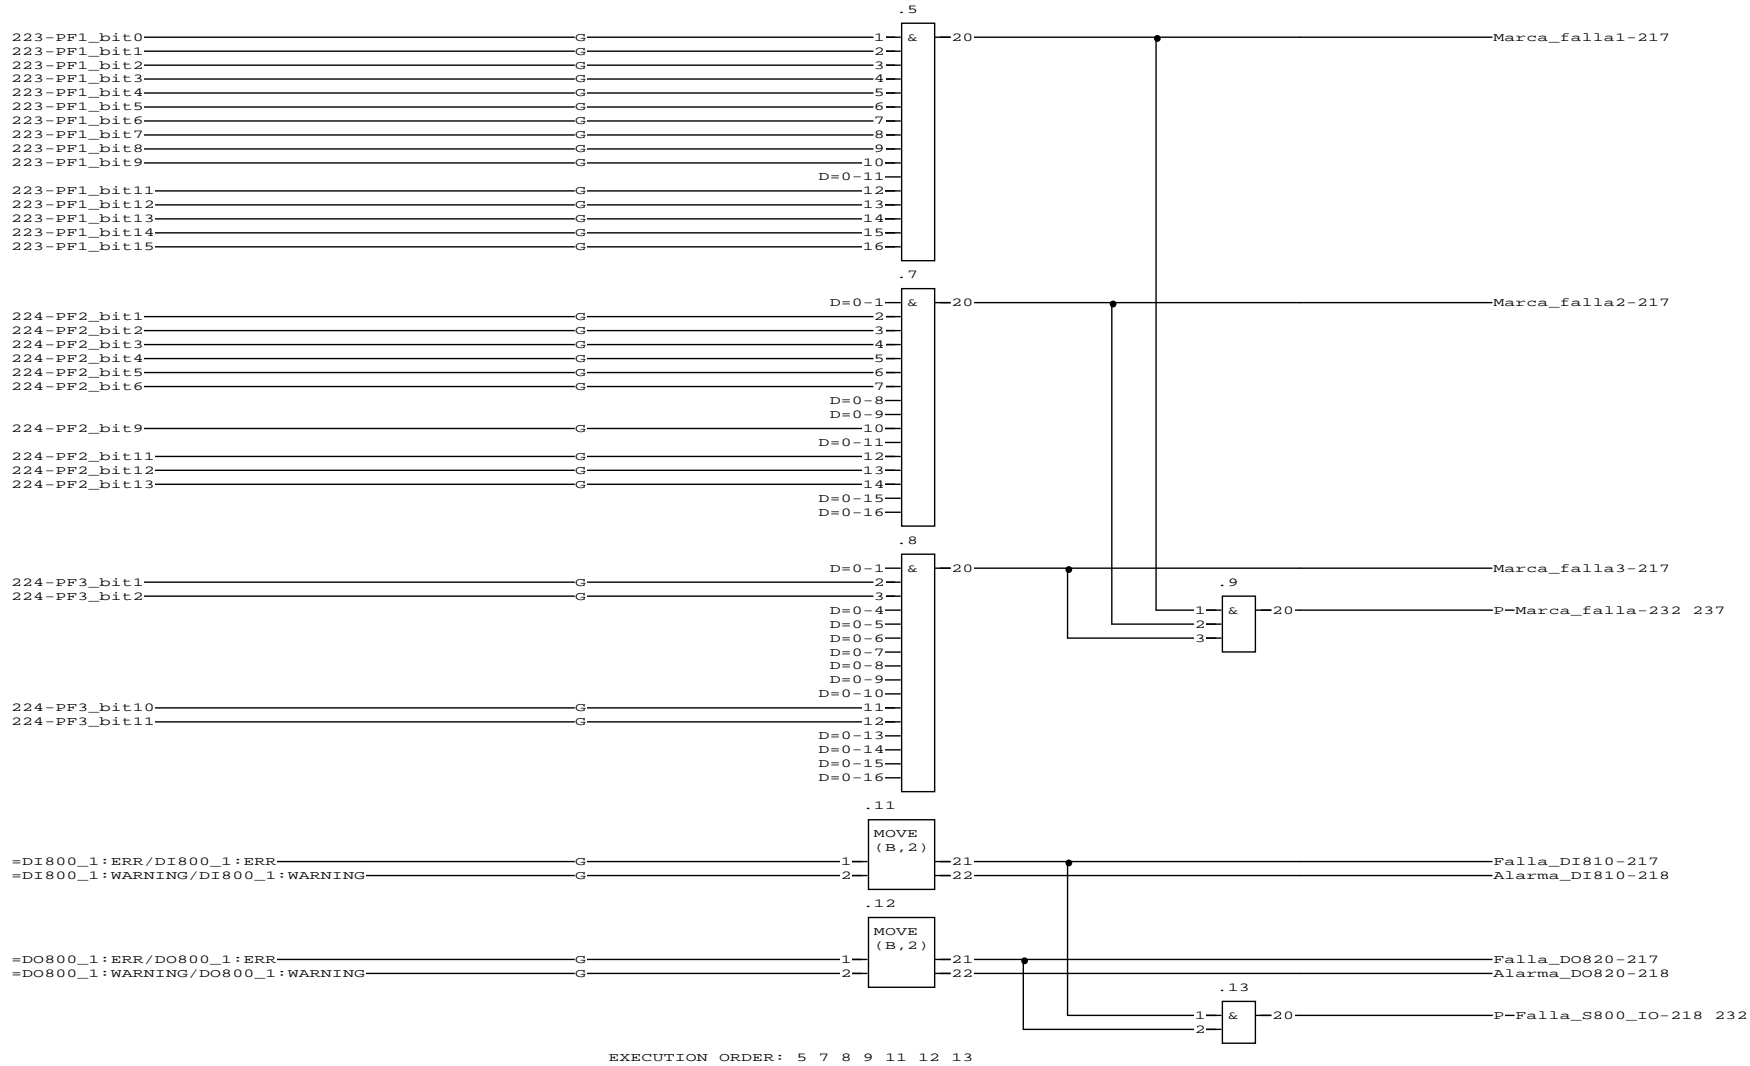 .5
223-PF1_bit0 G 1 & 20 Marca_falla1-217
223-PF1_bit1 G 2
223-PF1_bit2 G 3
223-PF1_bit3 G 4
223-PF1_bit4 G 5
223-PF1_bit5 G 6
223-PF1_bit6 G 7
223-PF1_bit7 G 8
223-PF1_bit8 G 9
223-PF1_bit9 G 10
D=0-11
223-PF1_bit11 G 12
223-PF1_bit12 G 13
223-PF1_bit13 G 14
223-PF1_bit14 G 15
223-PF1_bit15 G 16
.7
D=0-1 & 20 Marca_falla2-217
224-PF2_bit1 G 2
224-PF2_bit2 G 3
224-PF2_bit3 G 4
224-PF2_bit4 G 5
224-PF2_bit5 G 6
224-PF2_bit6 G 7
D=0-8
D=0-9
224-PF2_bit9 G 10
D=0-11
224-PF2_bit11 G 12
224-PF2_bit12 G 13
224-PF2_bit13 G 14
D=0-15
D=0-16
.8
D=0-1 & 20 Marca_falla3-217
224-PF3_bit1 G 2 .9
224-PF3_bit2 G 3
D=0-4 1 & 20 P-Marca_falla-232 237
D=0-5 2
D=0-6 3
D=0-7
D=0-8
D=0-9
D=0-10
224-PF3_bit10 G 11
224-PF3_bit11 G 12
D=0-13
D=0-14
D=0-15
D=0-16
.11
MOVE
(B,2)
=DI800_1:ERR/DI800_1:ERR G 1 21 Falla_DI810-217
=DI800_1:WARNING/DI800_1:WARNING G 2 22 Alarma_DI810-218
.12
MOVE
(B,2)
=DO800_1:ERR/DO800_1:ERR G 1 21 Falla_DO820-217
=DO800_1:WARNING/DO800_1:WARNING G 2 22 Alarma_DO820-218
.13
1 & 20 P-Falla_S800_IO-218 232
2
EXECUTION ORDER: 5 7 8 9 11 12 13